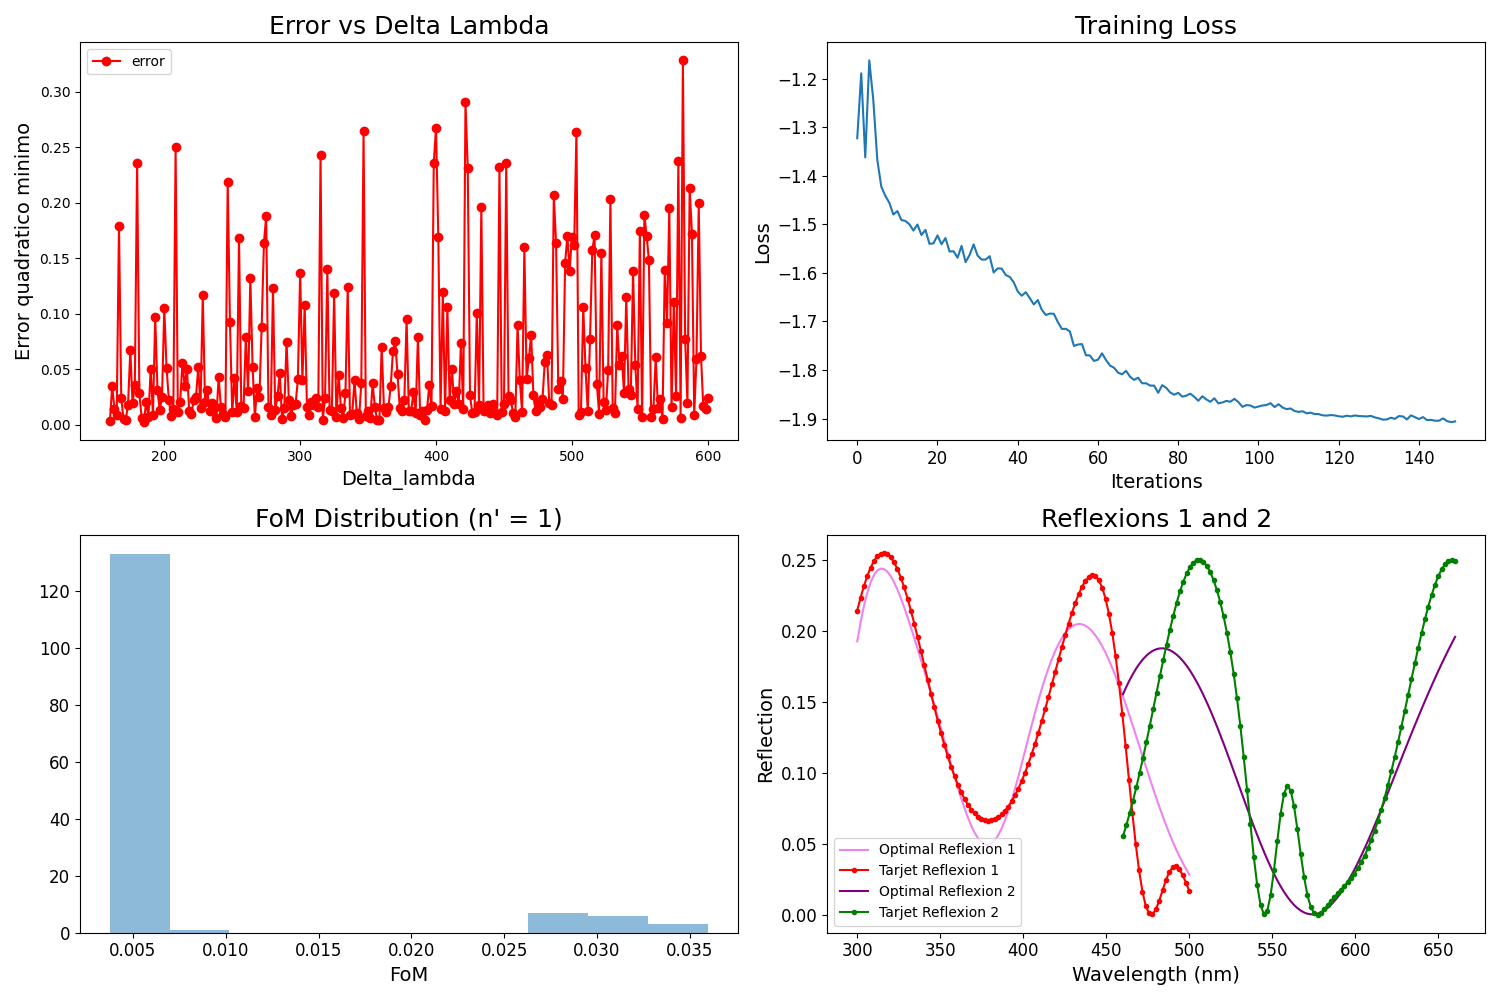 Error vs Delta Lambda
error
Error quadratico minimo
0.30
0.25
0.20
0.15
0.10
0.05
0.00
200 300 400 500 600
Delta_lambda
Training Loss
Loss
−1.2
−1.3
−1.4
−1.5
−1.6
−1.7
−1.8
−1.9
0 20 40 60 80 100 120 140
Iterations
FoM Distribution (n' = 1)
120
100
80
60
40
20
0
0.005 0.010 0.015 0.020 0.025 0.030 0.035
FoM
Reflexions 1 and 2
Reflection
0.25
0.20
0.15
0.10
0.05
0.00
Optimal Reflexion 1
Tarjet Reflexion 1
Optimal Reflexion 2
Tarjet Reflexion 2
300 350 400 450 500 550 600 650
Wavelength (nm)